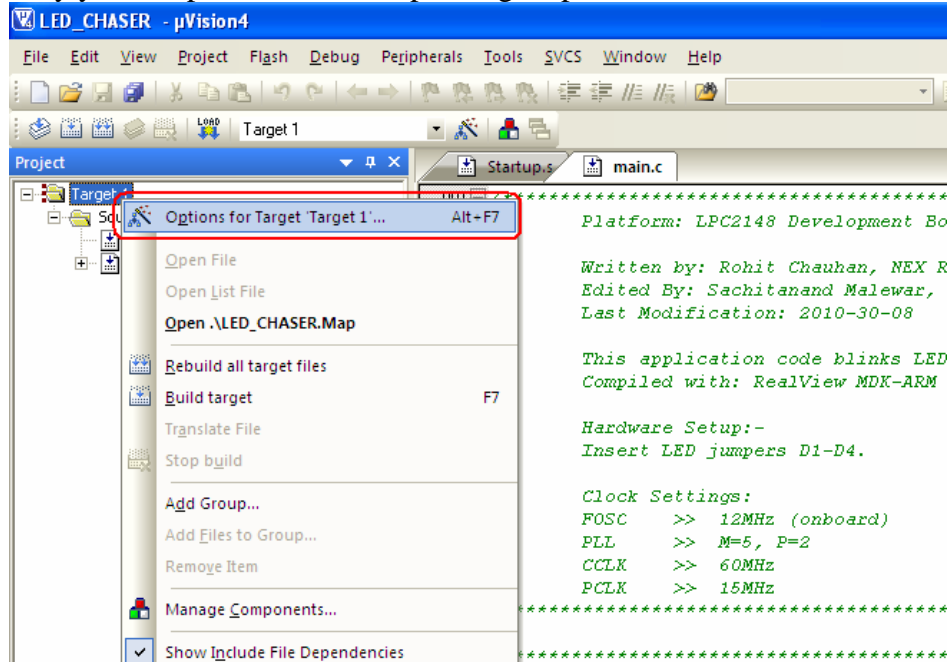 LED_CHASER - µVision4
File Edit View Project Flash Debug Peripherals Tools SVCS Window Help
LOAD Target 1
Project
Startup.s main.c
Target
Options for Target 'Target 1'... Alt+F7
Open File
Open List File
Open .\LED_CHASER.Map
Rebuild all target files
Build target F7
Translate File
Stop build
Add Group...
Add Files to Group...
Remove Item
Manage Components...
Show Include File Dependencies
Platform: LPC2148 Development Bo
Written by: Rohit Chauhan, NEX R
Edited By: Sachitanand Malewar,
Last Modification: 2010-30-08
This application code blinks LED
Compiled with: RealView MDK-ARM
Hardware Setup:-
Insert LED jumpers D1-D4.
Clock Settings:
FOSC >> 12MHz (onboard)
PLL >> M=5, P=2
CCLK >> 60MHz
PCLK >> 15MHz